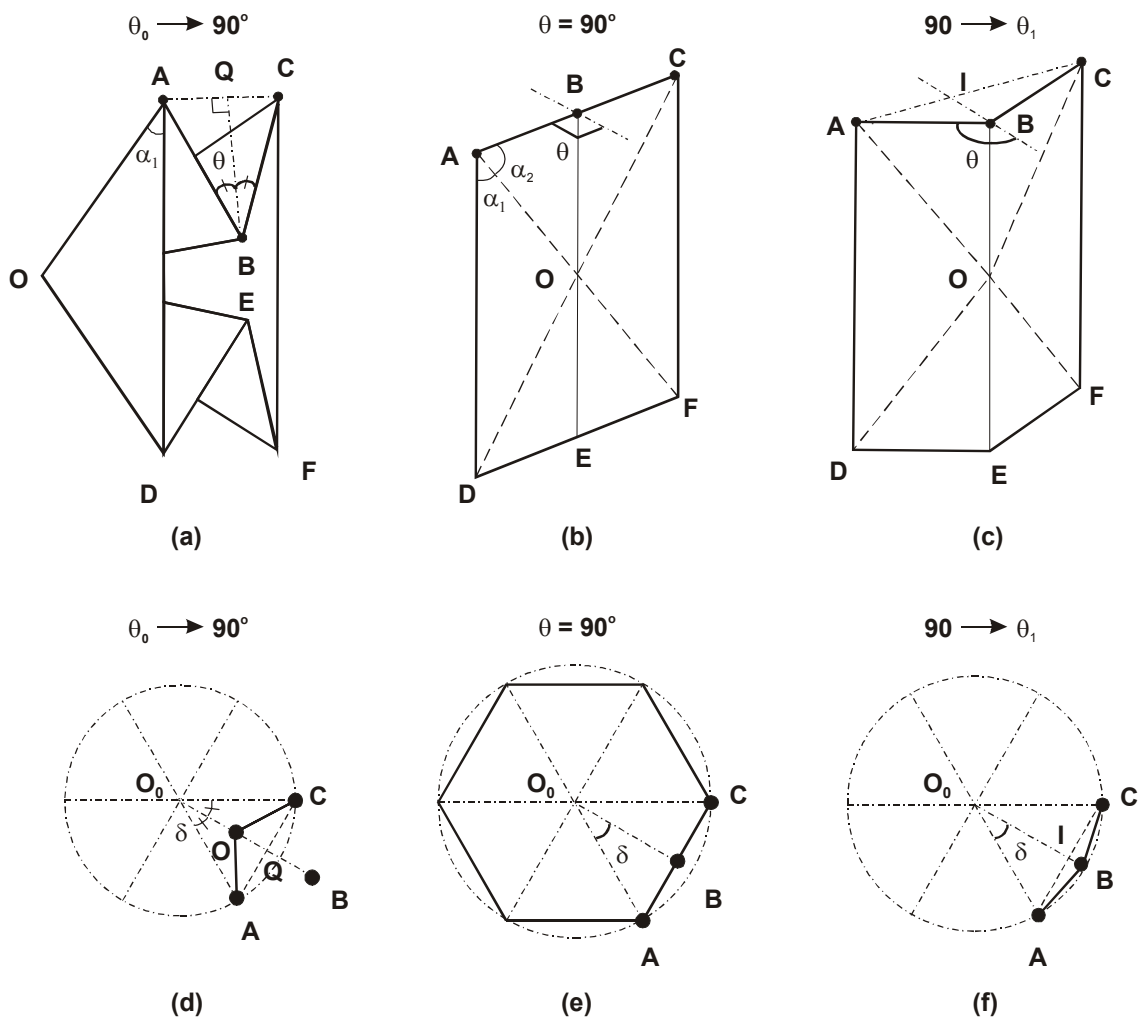 θ₀ → 90° θ = 90° 90 → θ₁
A Q C
α₁ θ
B
O
E
D F
(a)
C
B
A θ
α₂
α₁
O
F
E
D
(b)
C
I
A B
θ
O
F
D E
(c)
θ₀ → 90° θ = 90° 90 → θ₁
O₀ C
δ
O
Q
B
A
(d)
O₀ C
δ
B
A
(e)
O₀ C
I
δ
B
A
(f)